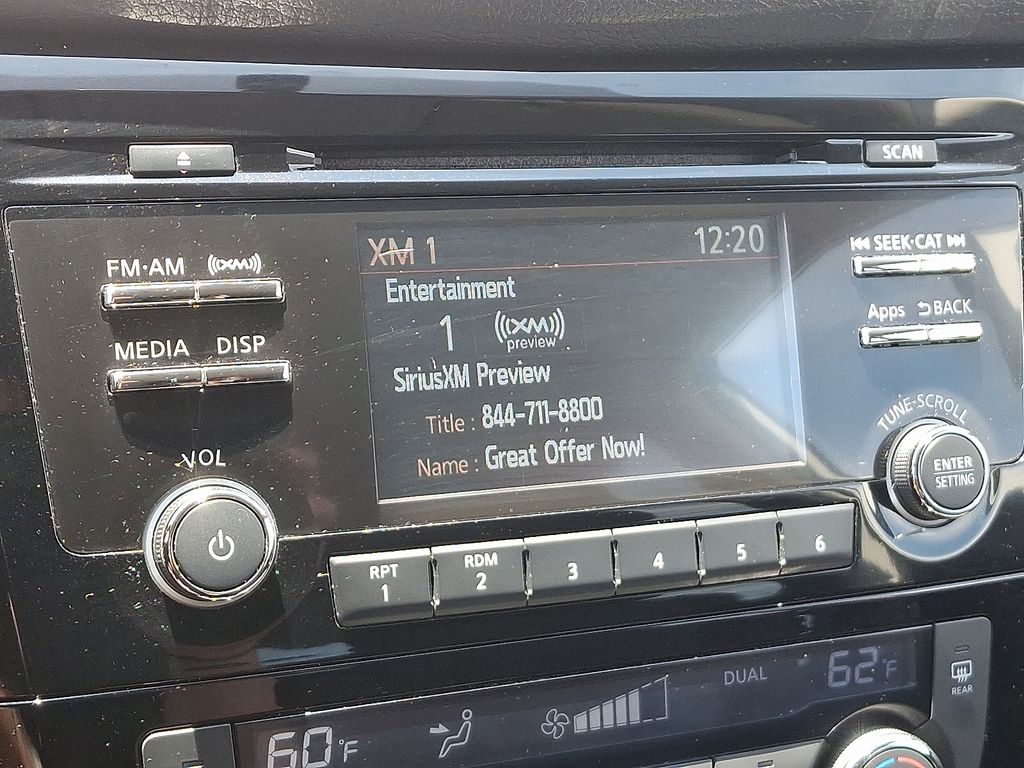 SCAN
FM·AM ((XM))
SEEK·CAT
XM 1 12:20
Entertainment
1 ((XM))
preview
Apps BACK
MEDIA DISP
SiriusXM Preview
Title : 844-711-8800
Name : Great Offer Now!
TUNE·SCROLL
ENTER
SETTING
VOL
RPT
1
RDM
2
3
4
5
6
DUAL
62°F
REAR
60°F